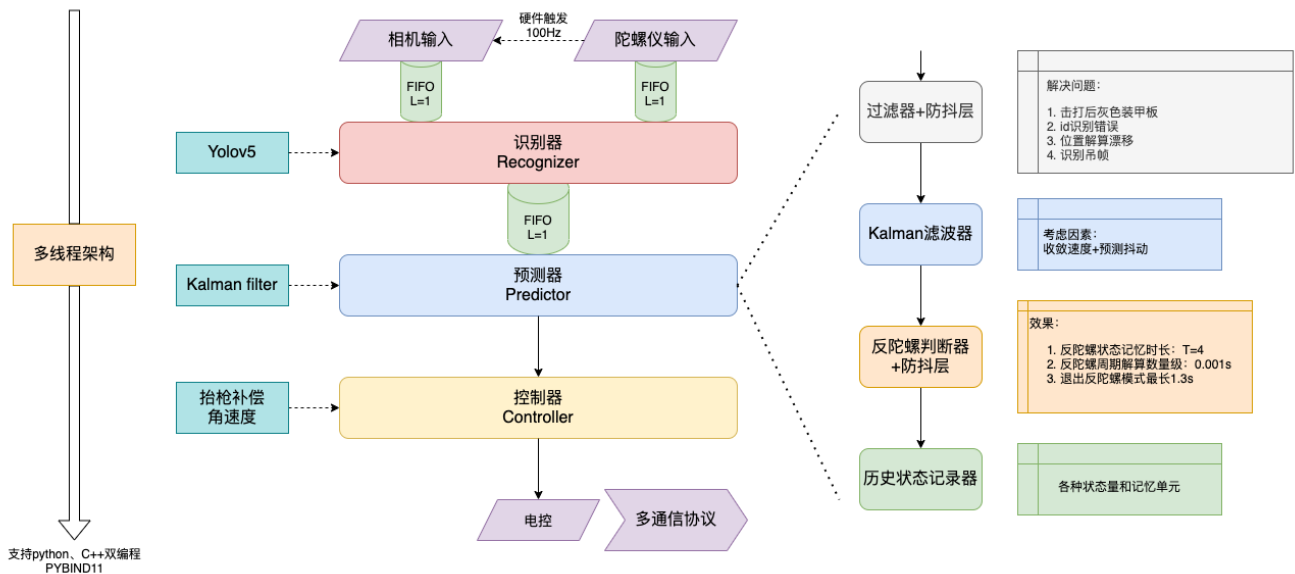 硬件触发
100Hz
相机输入
陀螺仪输入
FIFO
L=1
FIFO
L=1
Yolov5
识别器
Recognizer
FIFO
L=1
多线程架构
Kalman filter
预测器
Predictor
抬枪补偿
角速度
控制器
Controller
电控
多通信协议
支持python、C++双编程
PYBIND11
过滤器+防抖层
解决问题：
1. 击打后灰色装甲板
2. id识别错误
3. 位置解算漂移
4. 识别吊帧
Kalman滤波器
考虑因素：
收敛速度+预测抖动
反陀螺判断器
+防抖层
效果：
1. 反陀螺状态记忆时长：T=4
2. 反陀螺周期解算数量级：0.001s
3. 退出反陀螺模式最长1.3s
历史状态记录器
各种状态量和记忆单元